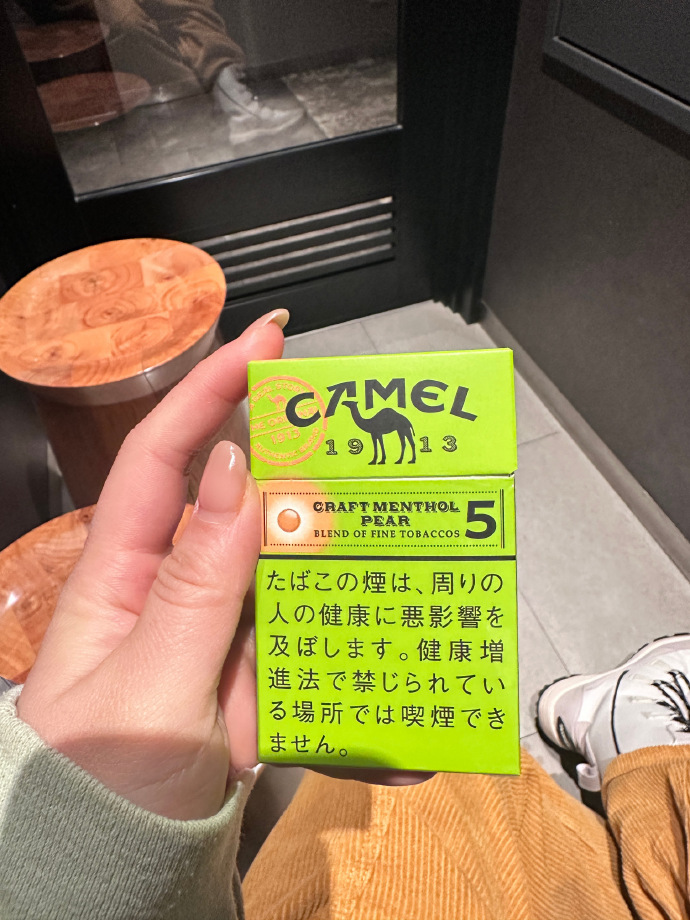 CAMEL
1913
CRAFT MENTHOL
PEAR
BLEND OF FINE TOBACCOS
5
たばこの煙は、周りの
人の健康に悪影響を
及ぼします。健康増
進法で禁じられてい
る場所では喫煙でき
ません。